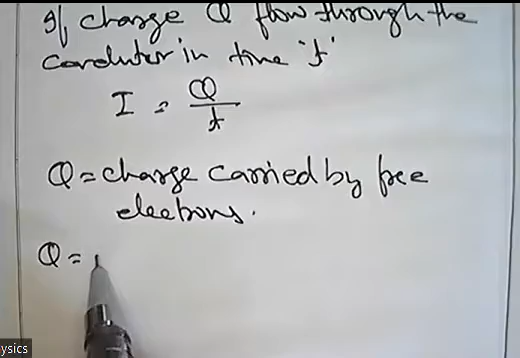 If charge Q flow through the
conductor in time 't'
I = Q/t
Q = charge carried by free
electrons.
Q =
ysics